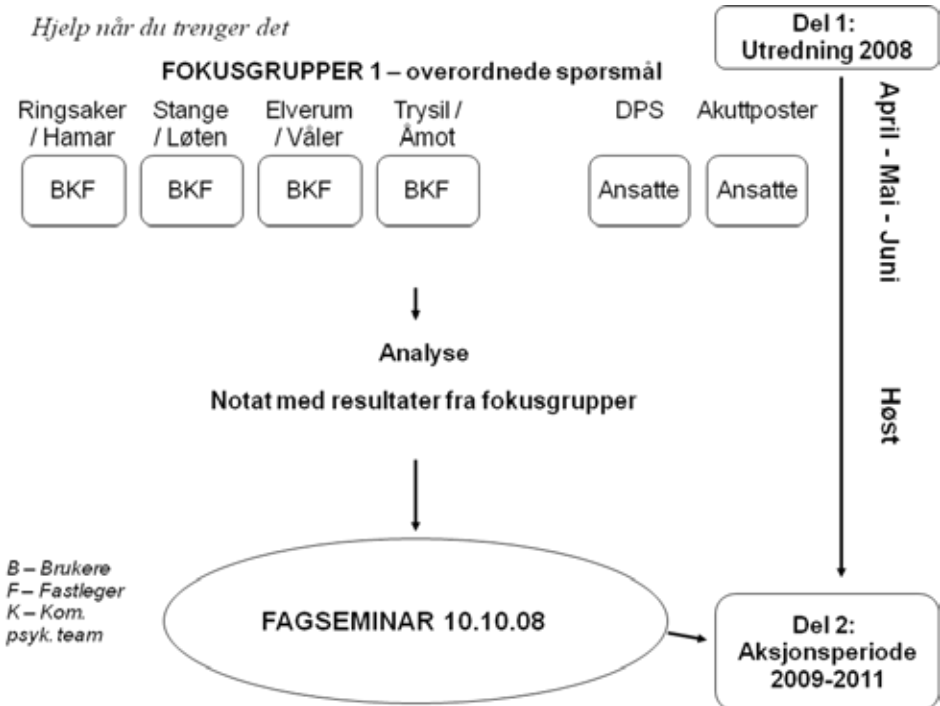 Hjelp når du trenger det
Del 1:
Utredning 2008
FOKUSGRUPPER 1 – overordnede spørsmål
Ringsaker
/ Hamar
Stange
/ Løten
Elverum
/ Våler
Trysil /
Åmot
DPS
Akuttposter
BKF
BKF
BKF
BKF
Ansatte
Ansatte
April - Mai - Juni
Analyse
Notat med resultater fra fokusgrupper
Høst
B – Brukere
F – Fastleger
K – Kom.
psyk. team
FAGSEMINAR 10.10.08
Del 2:
Aksjonsperiode
2009-2011